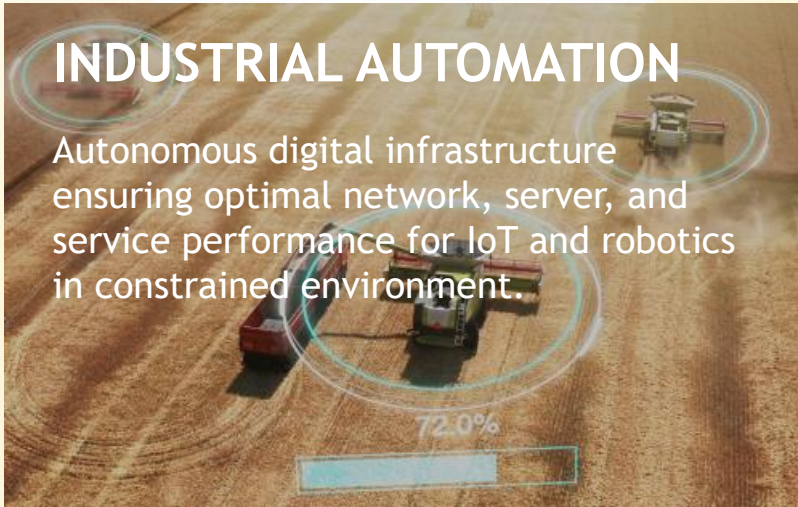 INDUSTRIAL AUTOMATION
Autonomous digital infrastructure
ensuring optimal network, server, and
service performance for IoT and robotics
in constrained environment.
72.0%